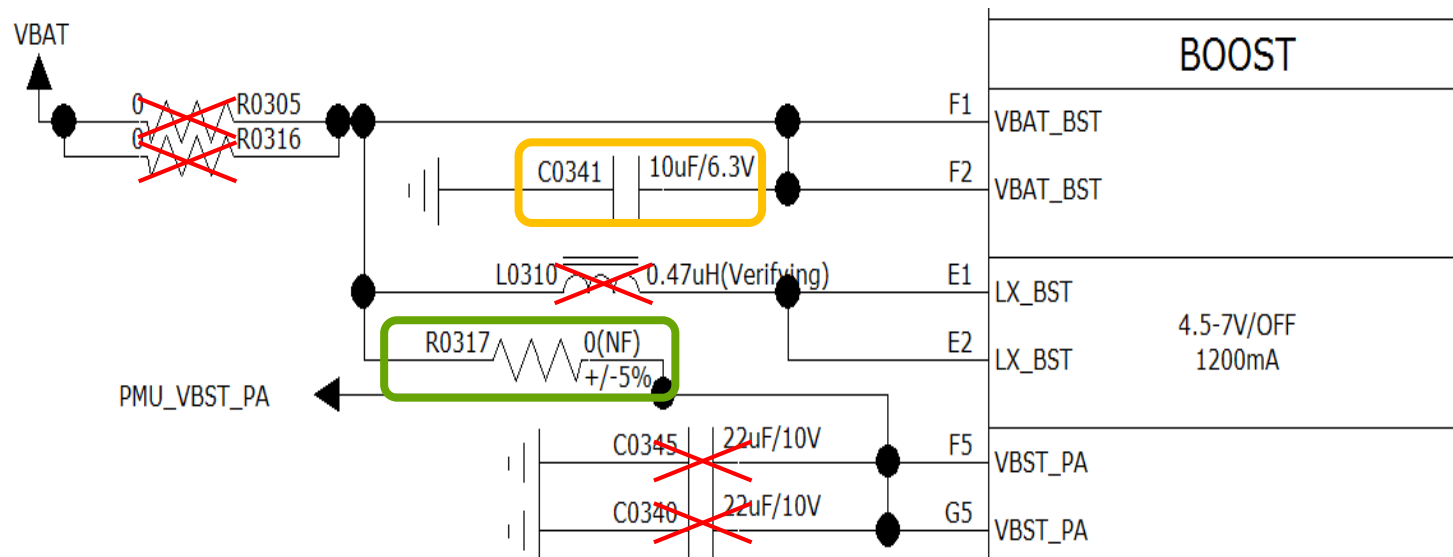 VBAT
BOOST
0 R0305
0 R0316
F1 VBAT_BST
C0341 10uF/6.3V
F2 VBAT_BST
L0310 0.47uH(Verifying)
E1 LX_BST
4.5-7V/OFF
1200mA
R0317 0(NF)
+/-5%
E2 LX_BST
PMU_VBST_PA
C0345 22uF/10V
F5 VBST_PA
C0340 22uF/10V
G5 VBST_PA